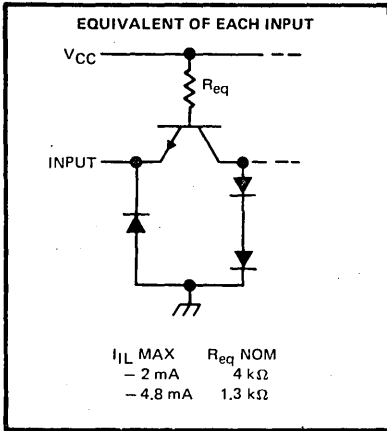 EQUIVALENT OF EACH INPUT
VCC
Req
INPUT
IIL MAX Req NOM
– 2 mA 4 kΩ
– 4.8 mA 1.3 kΩ